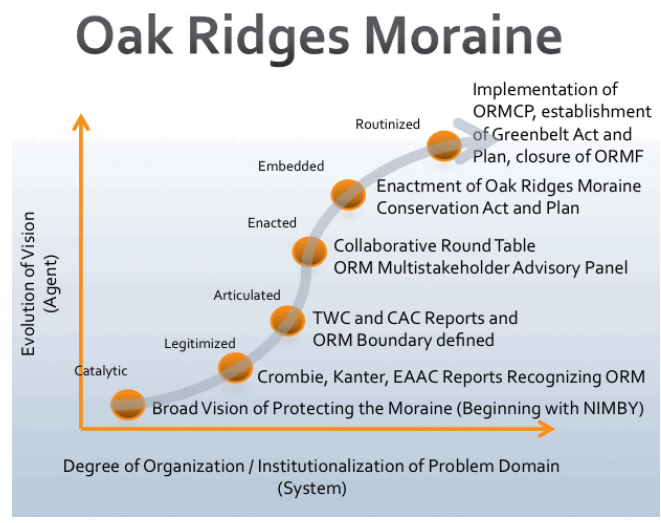 Oak Ridges Moraine
Implementation of
ORMCP, establishment
of Greenbelt Act and
Plan, closure of ORMF
Routinized
Embedded
Enactment of Oak Ridges Moraine
Conservation Act and Plan
Enacted
Collaborative Round Table
ORM Multistakeholder Advisory Panel
Articulated
TWC and CAC Reports and
ORM Boundary defined
Legitimized
Crombie, Kanter, EAAC Reports Recognizing ORM
Catalytic
Broad Vision of Protecting the Moraine (Beginning with NIMBY)
Evolution of Vision
(Agent)
Degree of Organization / Institutionalization of Problem Domain
(System)